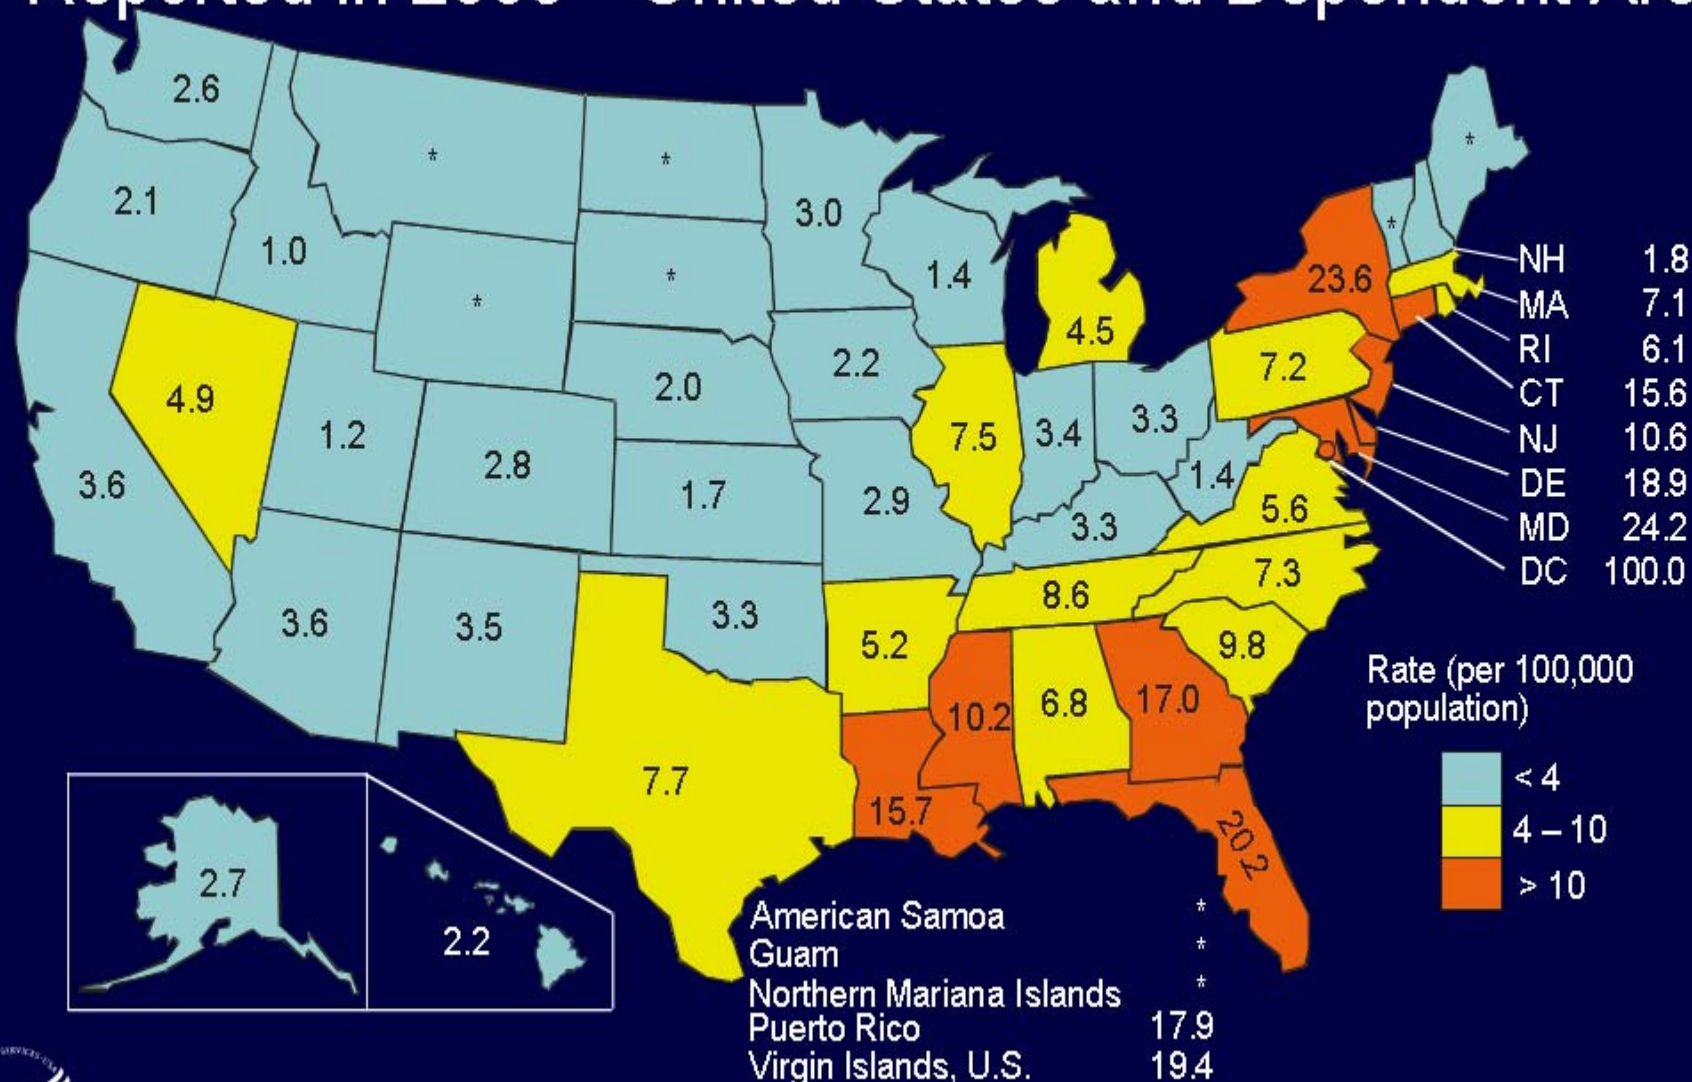 United States and Dependent
2.6
2.1
*
*
3.0
*
1.0
*
*
1.4
*
*
23.6
NH 1.8
MA 7.1
RI 6.1
CT 15.6
NJ 10.6
DE 18.9
MD 24.2
DC 100.0
4.5
7.2
4.9
2.2
2.0
1.2
2.8
7.5
3.4
3.3
3.6
1.7
2.9
1.4
5.6
3.3
7.3
8.6
3.6
3.5
3.3
5.2
9.8
10.2
6.8
17.0
7.7
15.7
20.2
Rate (per 100,000
population)
< 4
4 – 10
> 10
2.7
2.2
American Samoa *
Guam *
Northern Mariana Islands *
Puerto Rico 17.9
Virgin Islands, U.S. 19.4